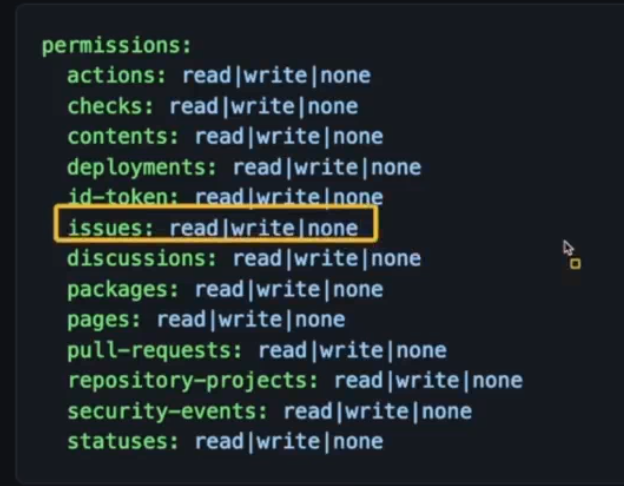 permissions:
actions: read|write|none
checks: read|write|none
contents: read|write|none
deployments: read|write|none
id-token: read|write|none
issues: read|write|none
discussions: read|write|none
packages: read|write|none
pages: read|write|none
pull-requests: read|write|none
repository-projects: read|write|none
security-events: read|write|none
statuses: read|write|none